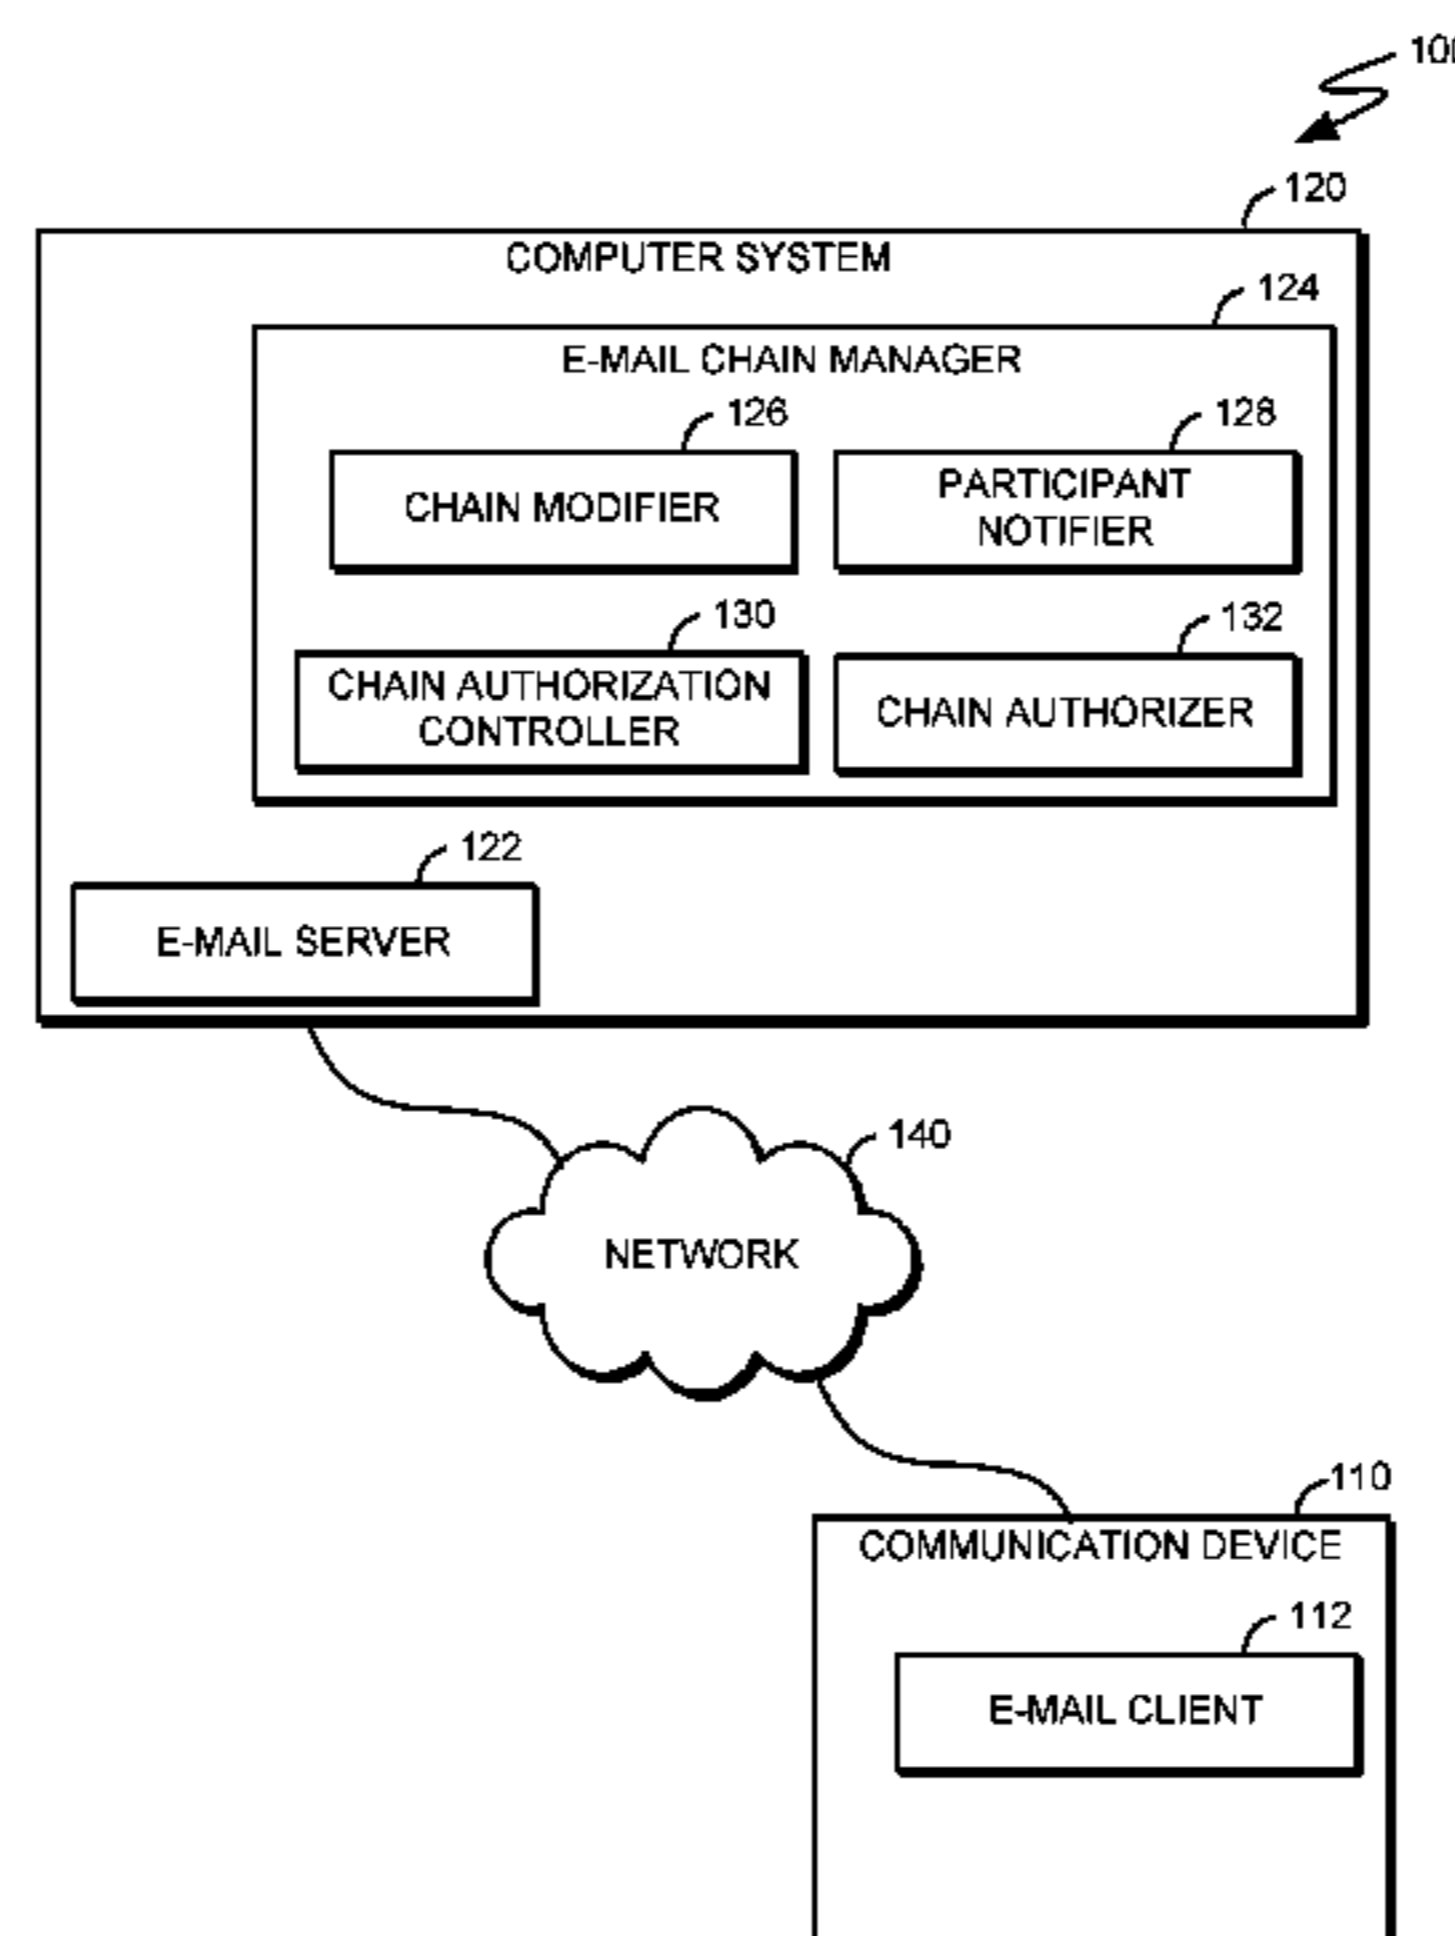 120
COMPUTER SYSTEM
124
E-MAIL CHAIN MANAGER
126
128
CHAIN MODIFIER
PARTICIPANT
NOTIFIER
130
132
CHAIN AUTHORIZATION
CONTROLLER
CHAIN AUTHORIZER
122
E-MAIL SERVER
140
NETWORK
110
COMMUNICATION DEVICE
112
E-MAIL CLIENT